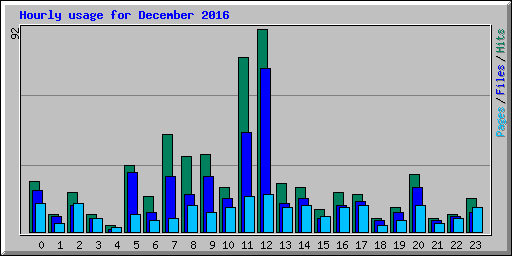 Hourly usage for December 2016
92
Pages / Files / Hits
0 1 2 3 4 5 6 7 8 9 10 11 12 13 14 15 16 17 18 19 20 21 22 23